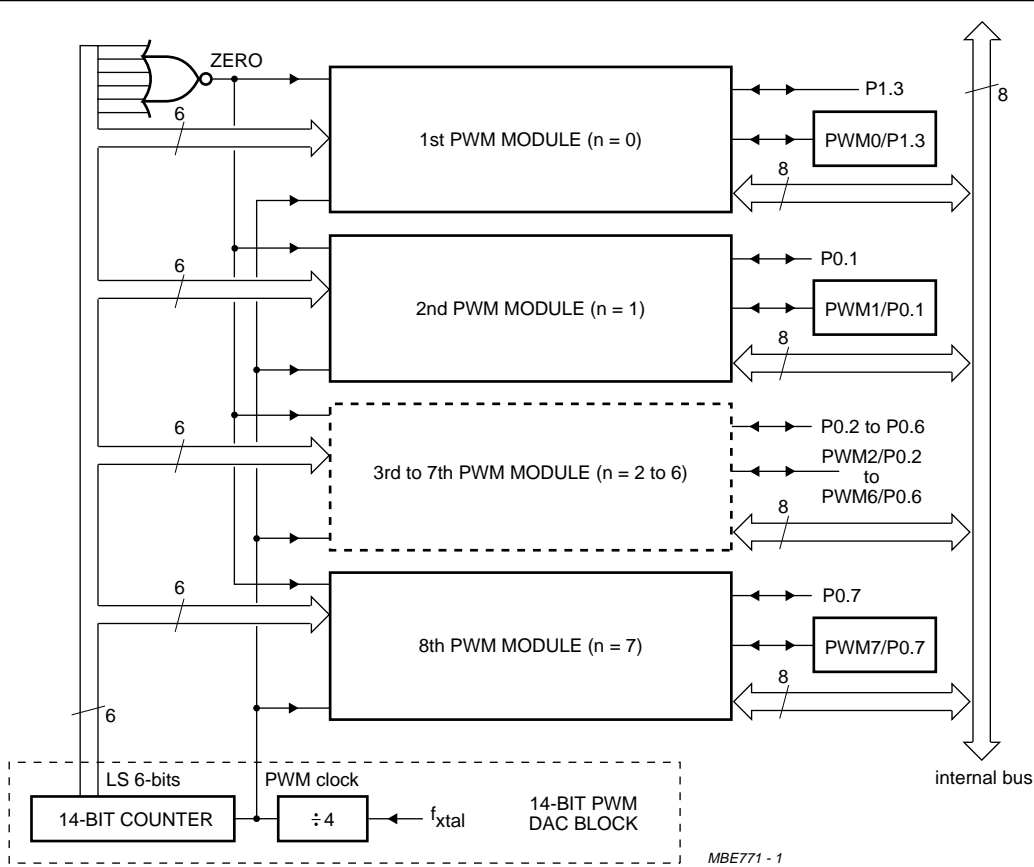 ZERO
6
1st PWM MODULE (n = 0)
P1.3
PWM0/P1.3
8
8
6
2nd PWM MODULE (n = 1)
P0.1
PWM1/P0.1
8
6
3rd to 7th PWM MODULE (n = 2 to 6)
P0.2 to P0.6
PWM2/P0.2
to
PWM6/P0.6
8
6
8th PWM MODULE (n = 7)
P0.7
PWM7/P0.7
8
6
internal bus
LS 6-bits
PWM clock
14-BIT COUNTER
÷4
fxtal
14-BIT PWM
DAC BLOCK
MBE771 - 1